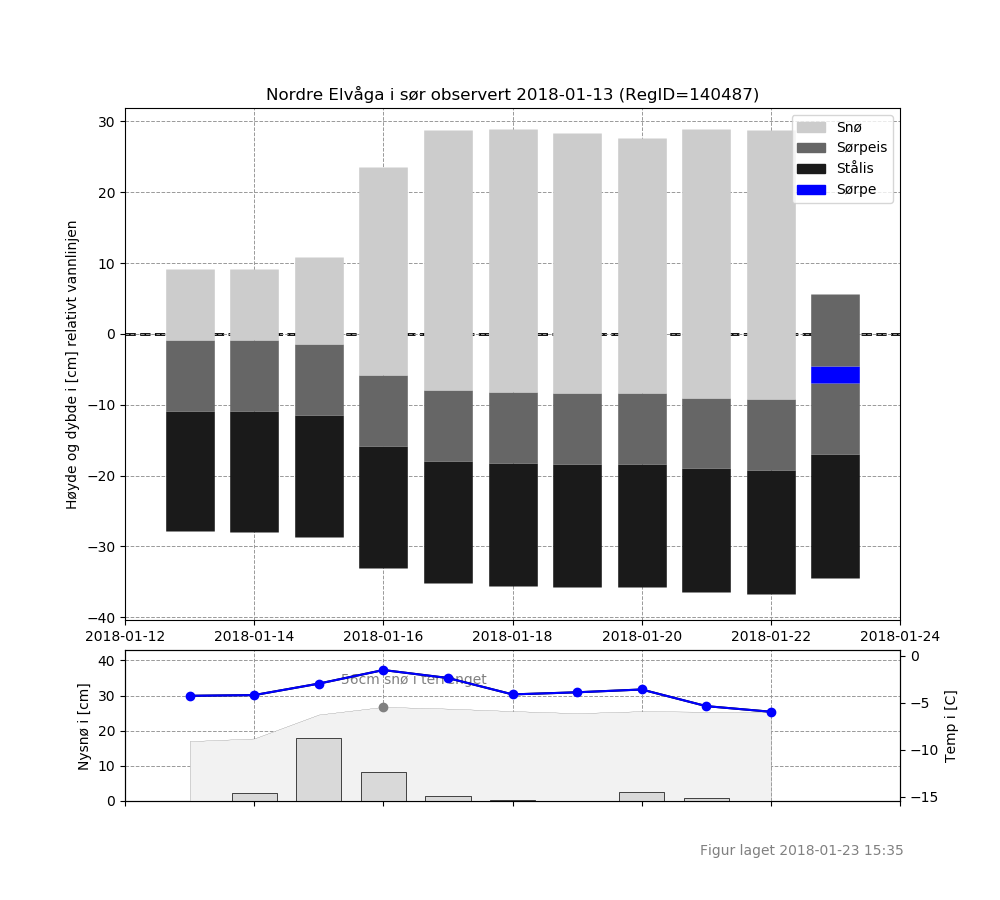 Nordre Elvåga i sør observert 2018-01-13 (RegID=140487)
Høyde og dybde i [cm] relativt vannlinjen
30
20
10
0
−10
−20
−30
−40
Snø
Sørpeis
Stålis
Sørpe
2018-01-12 2018-01-14 2018-01-16 2018-01-18 2018-01-20 2018-01-22 2018-01-24
Nysnø i [cm]
40
30
20
10
0
56cm snø i terrenget
0
−5
−10
−15
Temp i [C]
Figur laget 2018-01-23 15:35